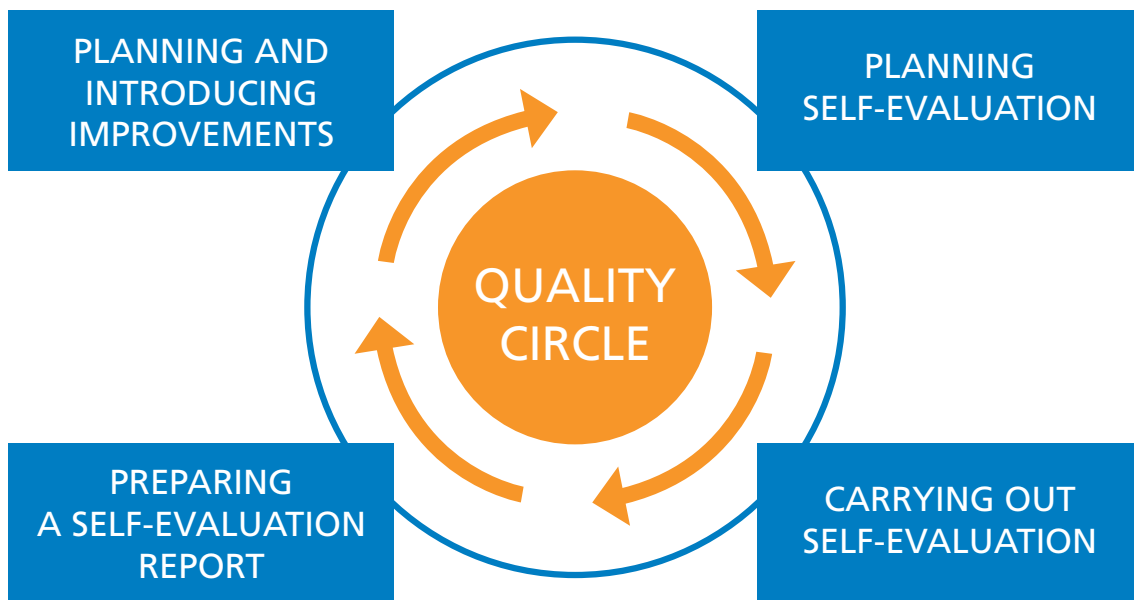 PLANNING AND
INTRODUCING
IMPROVEMENTS
PLANNING
SELF-EVALUATION
QUALITY
CIRCLE
PREPARING
A SELF-EVALUATION
REPORT
CARRYING OUT
SELF-EVALUATION